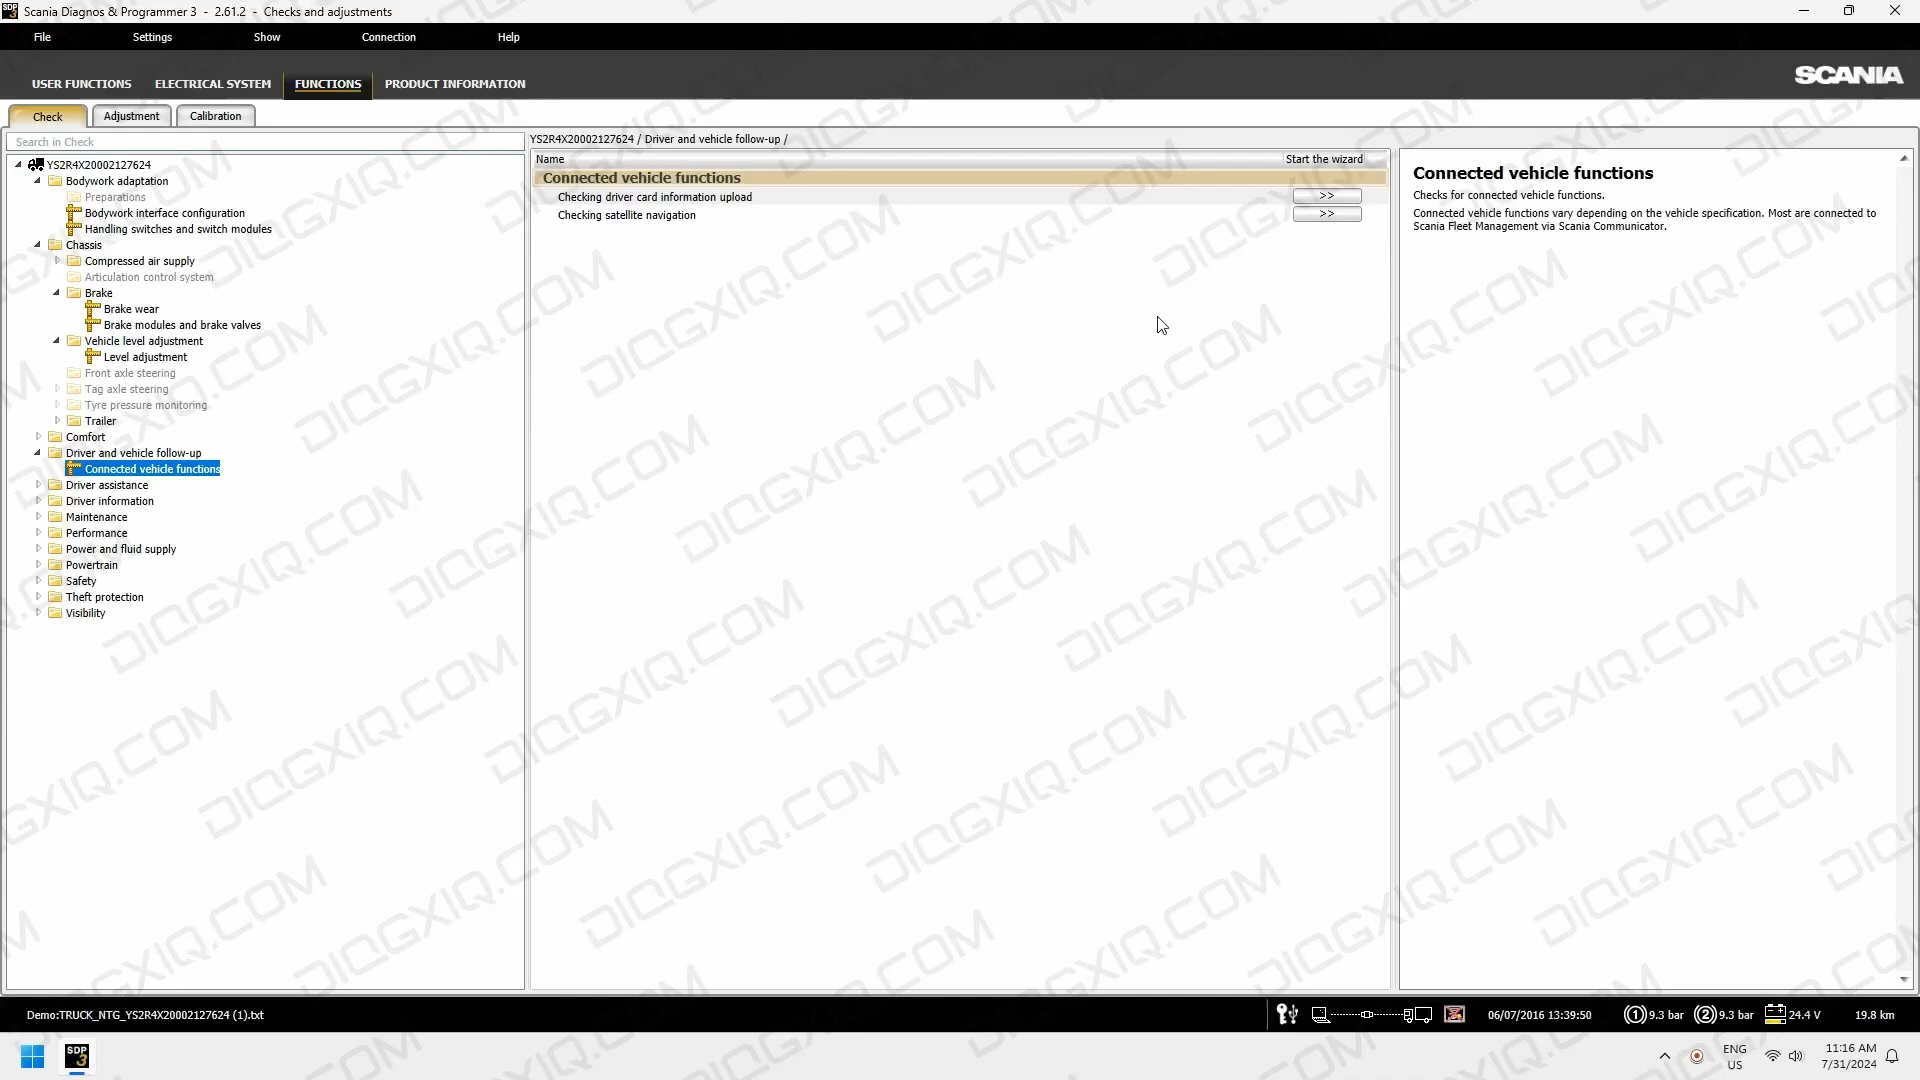 Scania Diagnos & Programmer 3 - 2.61.2 - Checks and adjustments
File Settings Show Connection Help
USER FUNCTIONS ELECTRICAL SYSTEM FUNCTIONS PRODUCT INFORMATION
SCANIA
Check Adjustment Calibration
Search in Check
YS2R4X20002127624
Bodywork adaptation
Preparations
Bodywork interface configuration
Handling switches and switch modules
Chassis
Compressed air supply
Articulation control system
Brake
Brake wear
Brake modules and brake valves
Vehicle level adjustment
Level adjustment
Front axle steering
Tag axle steering
Tyre pressure monitoring
Trailer
Comfort
Driver and vehicle follow-up
Connected vehicle functions
Driver assistance
Driver information
Maintenance
Performance
Power and fluid supply
Powertrain
Safety
Theft protection
Visibility
YS2R4X20002127624 / Driver and vehicle follow-up /
Name Start the wizard
Connected vehicle functions
Checking driver card information upload >>
Checking satellite navigation >>
Connected vehicle functions
Checks for connected vehicle functions.
Connected vehicle functions vary depending on the vehicle specification. Most are connected to
Scania Fleet Management via Scania Communicator.
DIAGXIQ.COM
Demo:TRUCK_NTG_YS2R4X20002127624 (1).txt
06/07/2016 13:39:50 1 9.3 bar 2 9.3 bar 24.4 V 19.8 km
SDP 3
ENG
US
11:16 AM
7/31/2024